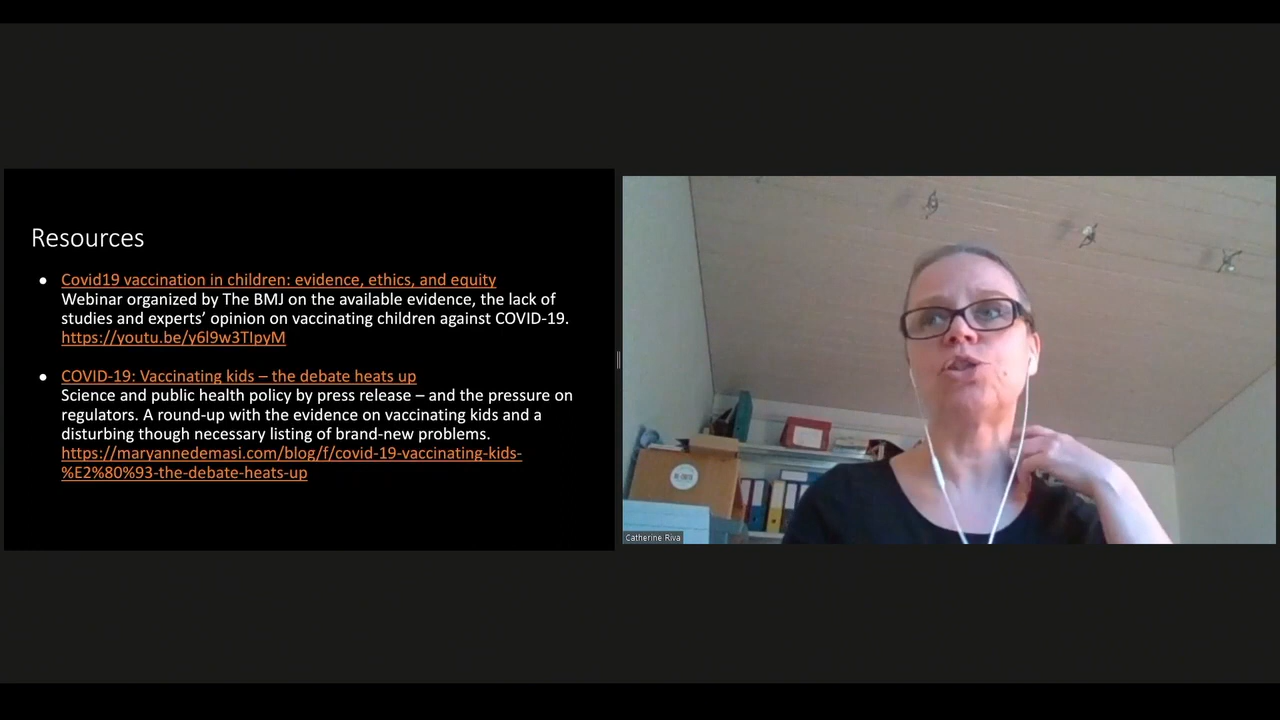 Resources
Covid19 vaccination in children: evidence, ethics, and equity
Webinar organized by The BMJ on the available evidence, the lack of
studies and experts’ opinion on vaccinating children against COVID-19.
https://youtu.be/y6l9w3TIpyM
COVID-19: Vaccinating kids – the debate heats up
Science and public health policy by press release – and the pressure on
regulators. A round-up with the evidence on vaccinating kids and a
disturbing though necessary listing of brand-new problems.
https://maryannedemasi.com/blog/f/covid-19-vaccinating-kids-
%E2%80%93-the-debate-heats-up
Catherine Riva